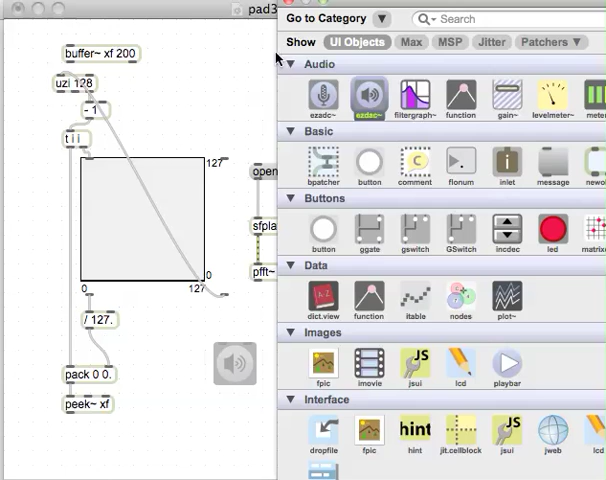 pad3
buffer~ xf 200
uzi 128
- 1
t i i
127
0
0
127
/ 127.
pack 0 0.
peek~ xf
open
sfpla
pfft~
Go to Category ▼
Search
Show UI Objects Max MSP Jitter Patchers ▼
Audio
ezadc~ ezdac~ filtergraph~ function gain~ levelmeter~ meter
Basic
bpatcher button comment flonum inlet message newo
Buttons
button ggate gswitch GSwitch incdec led matrix
Data
dict.view function itable nodes plot~
Images
fpic imovie jsui lcd playbar
Interface
dropfile fpic hint jit.cellblock jsui jweb lcd